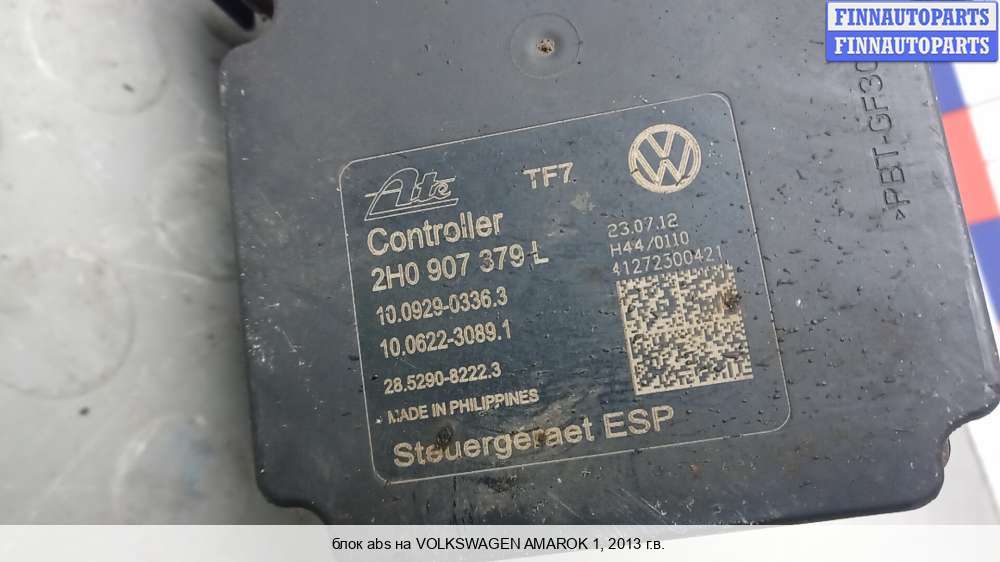 FINNAUTOPARTS
FINNAUTOPARTS
>PBT-GF30
Ate
TF7
VW
Controller
2H0 907 379 L
10.0929-0336.3
10.0622-3089.1
28.5290-8222.3
MADE IN PHILIPPINES
Steuergeraet ESP
23.07.12
H44/0110
41272300421
блок abs на VOLKSWAGEN AMAROK 1, 2013 г.в.